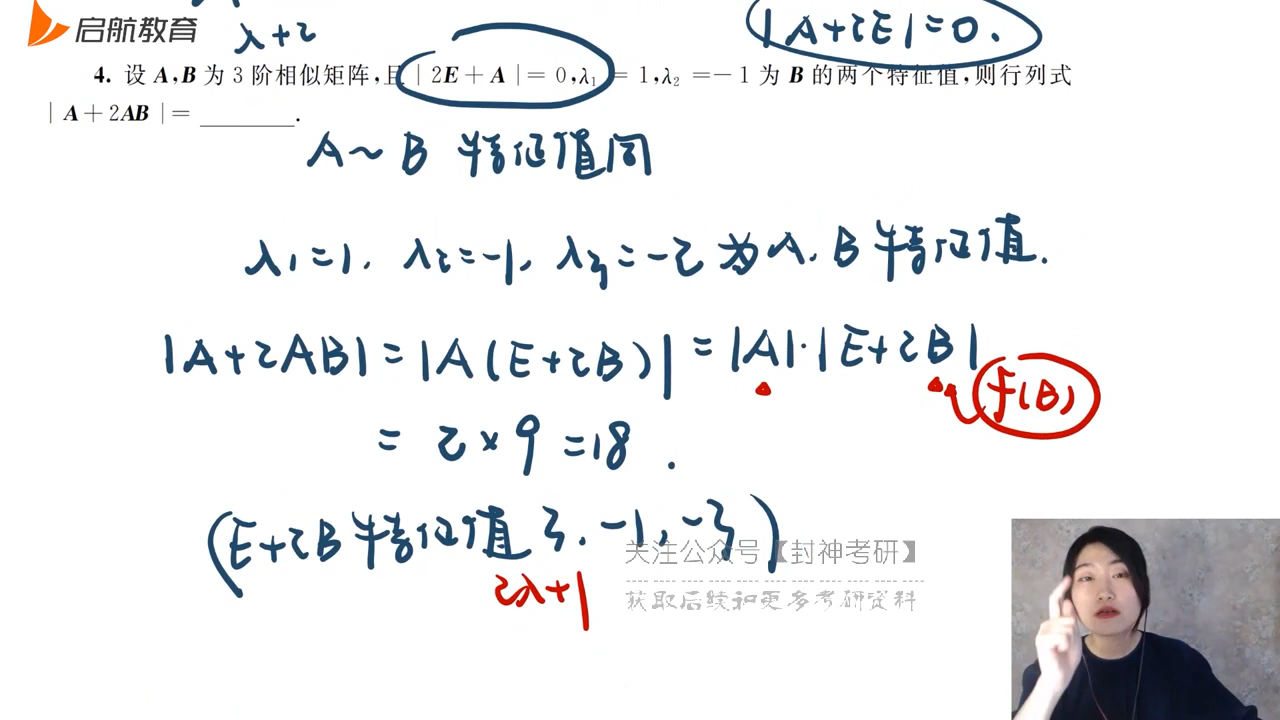 启航教育
λ+2
|A+2E|=0.
4. 设 A,B 为 3 阶相似矩阵,且 | 2E + A | = 0,λ₁ = 1,λ₂ = −1 为 B 的两个特征值,则行列式
| A + 2AB | = ________.
A ~ B 特征值同
λ₁=1, λ₂=-1, λ₃=-2 为 A, B 特征值.
|A+2AB| = |A(E+2B)| = |A|·|E+2B|
f(B)
= 2 × 9 = 18 .
(E+2B 特征值 3, -1, -3)
2λ+1
关注公众号【封神考研】
获取后续和更多考研资料